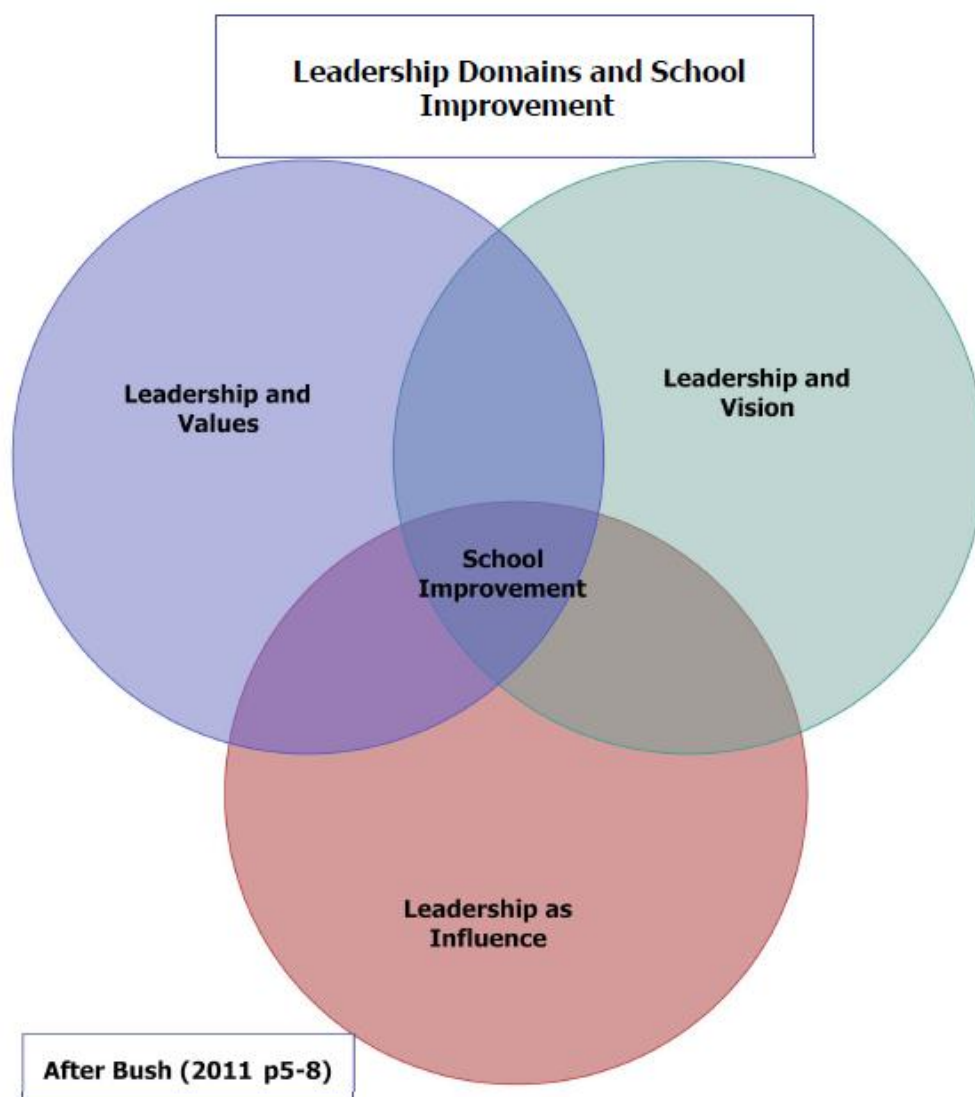 Leadership Domains and School
Improvement
Leadership and
Values
Leadership and
Vision
School
Improvement
Leadership as
Influence
After Bush (2011 p5-8)